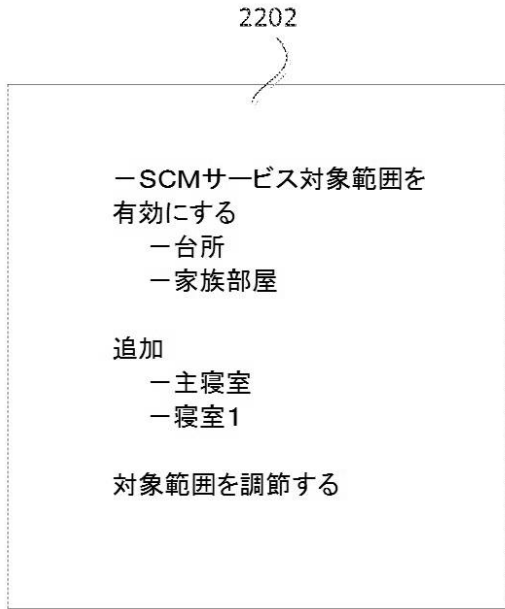 2202
－SCMサービス対象範囲を
有効にする
－台所
－家族部屋
追加
－主寝室
－寝室1
対象範囲を調節する